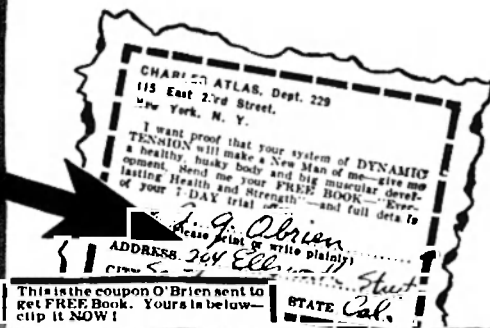 CHARLES ATLAS, Dept. 229
115 East 23rd Street,
New York, N. Y.
I want proof that your system of DYNAMIC
TENSION will make a New Man of me—give me
a healthy, husky body and big muscular devel-
opment. Send me your FREE BOOK—"Ever-
lasting Health and Strength"—and full details
of your 7-DAY trial
J. G. Obrien
(Please print or write plainly)
ADDRESS. 244 Street
CITY
STATE Cal.
This is the coupon O'Brien sent to
get FREE Book. Yours is below—
clip it NOW!